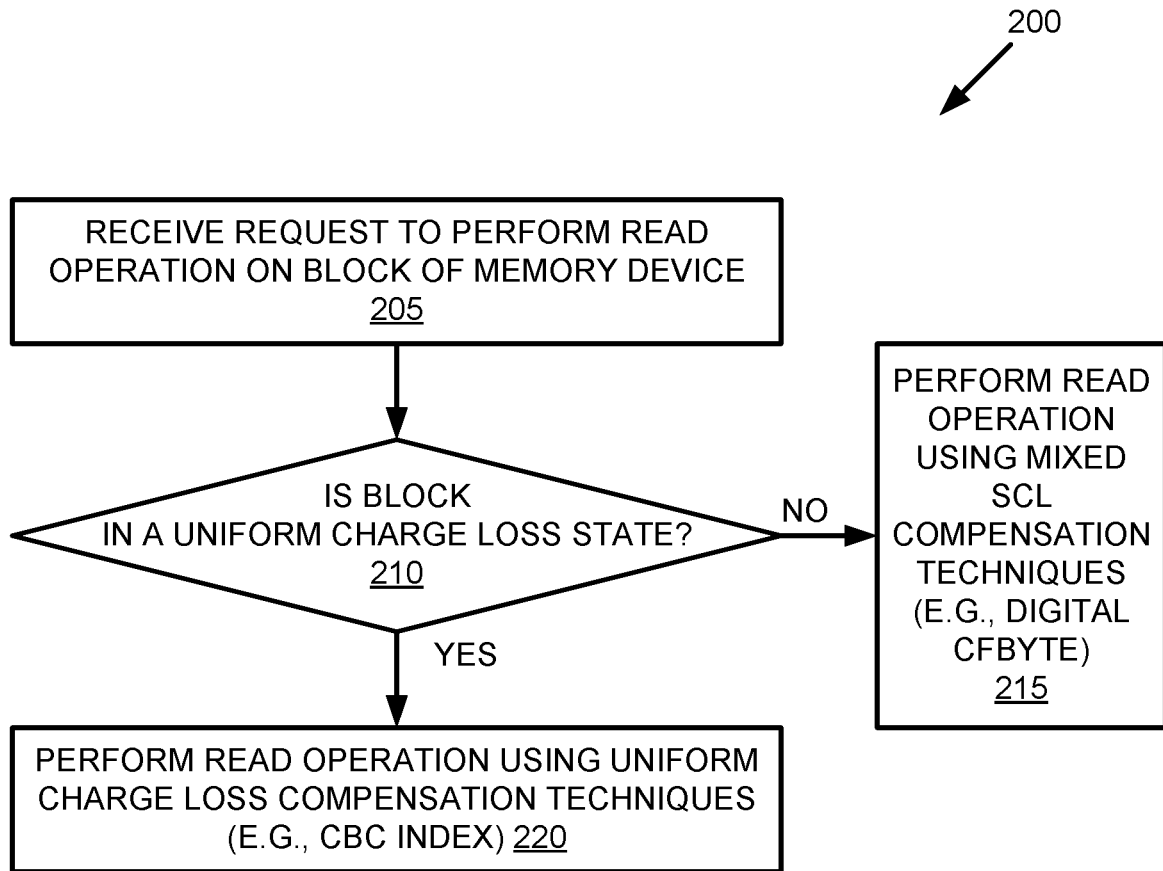 200
RECEIVE REQUEST TO PERFORM READ
OPERATION ON BLOCK OF MEMORY DEVICE
205
IS BLOCK
IN A UNIFORM CHARGE LOSS STATE?
210
NO
PERFORM READ
OPERATION
USING MIXED
SCL
COMPENSATION
TECHNIQUES
(E.G., DIGITAL
CFBYTE)
215
YES
PERFORM READ OPERATION USING UNIFORM
CHARGE LOSS COMPENSATION TECHNIQUES
(E.G., CBC INDEX) 220